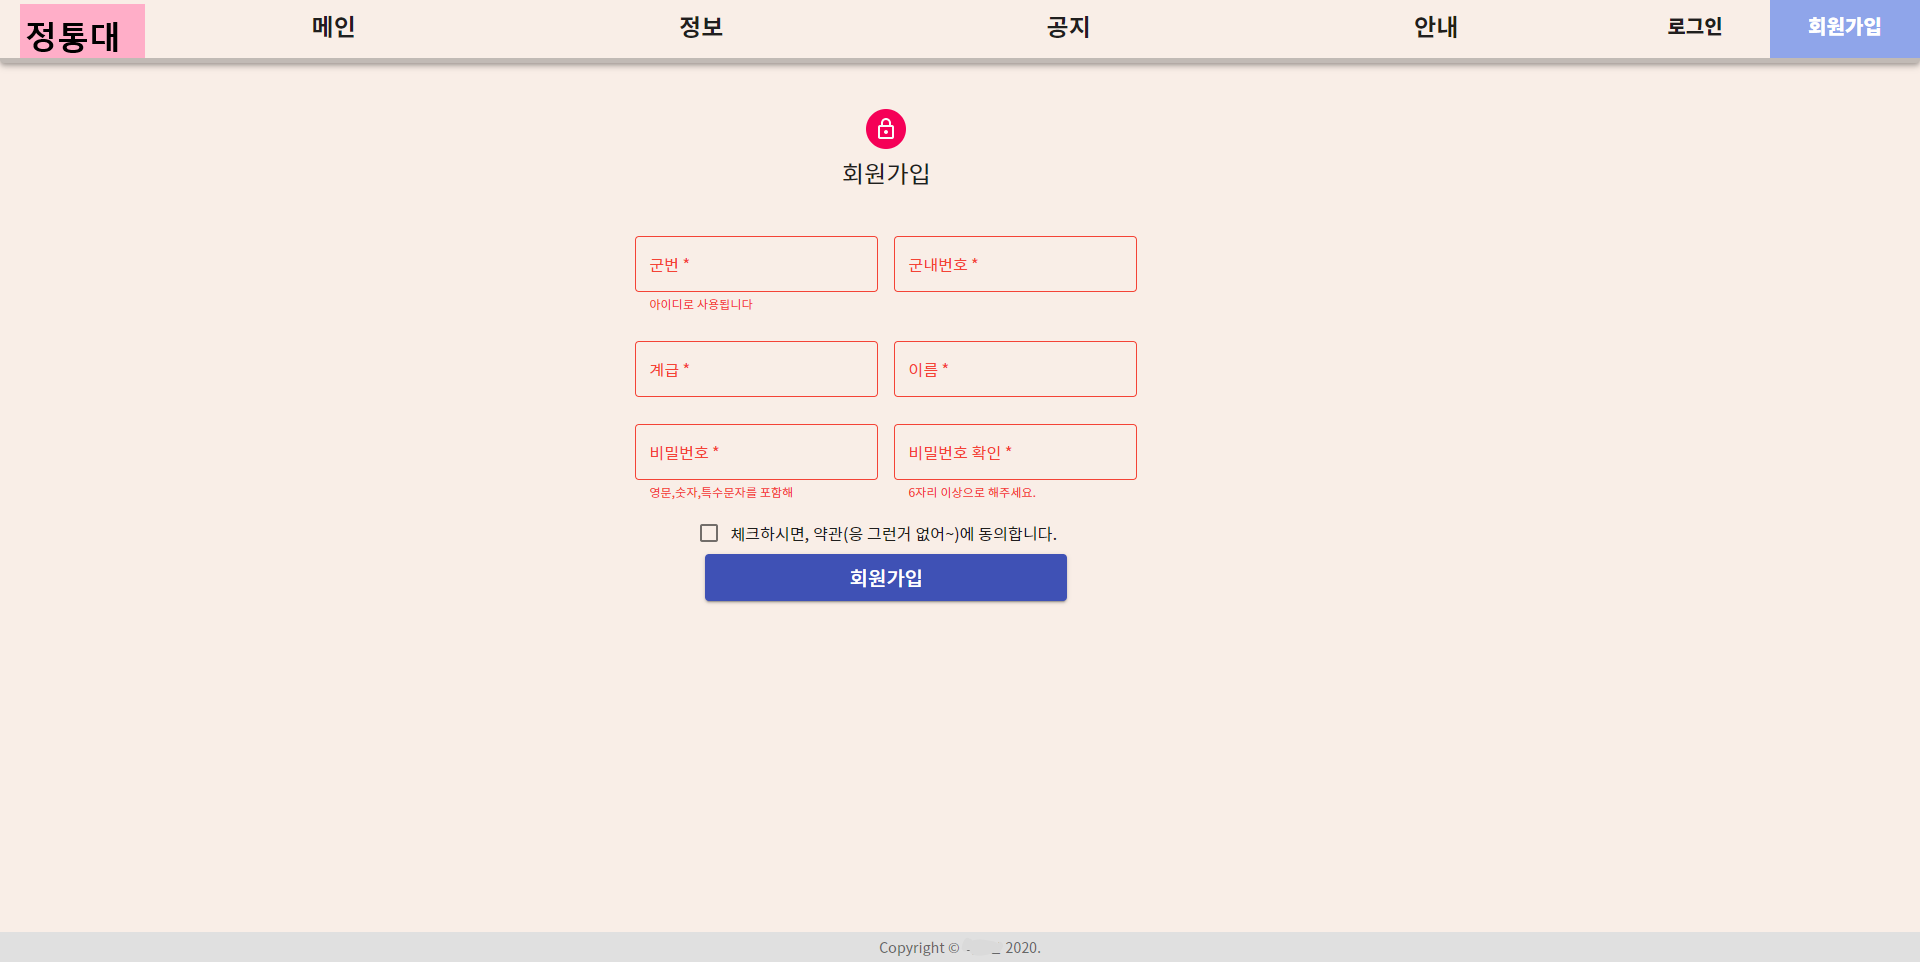 정통대 메인 정보 공지 안내 로그인 회원가입
회원가입
군번 * 군내번호 *
아이디로 사용됩니다
계급 * 이름 *
비밀번호 * 비밀번호 확인 *
영문,숫자,특수문자를 포함해 6자리 이상으로 해주세요.
체크하시면, 약관(응 그런거 없어~)에 동의합니다.
회원가입
Copyright © 2020.